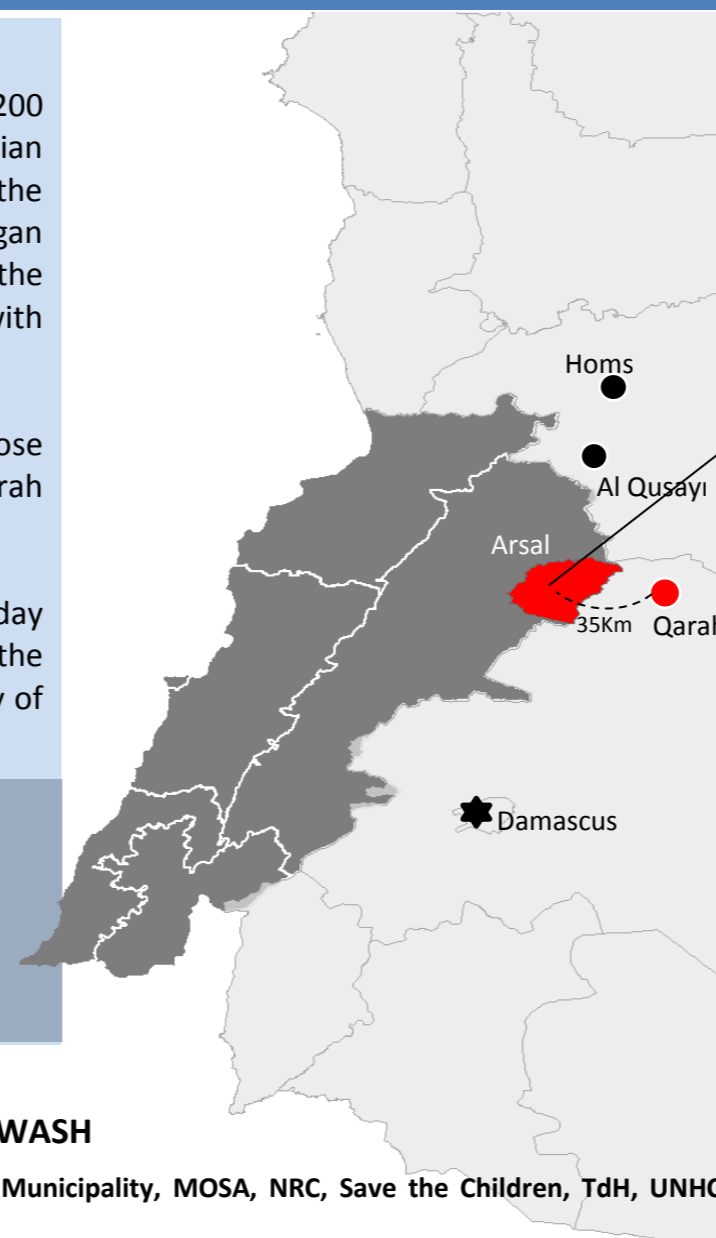 200
ian
the
gan
the
with
ose
rah
day
the
y of
Homs
Al Qusayı
Arsal
35Km
Qarah
Damascus
WASH
Municipality, MOSA, NRC, Save the Children, TdH, UNHC